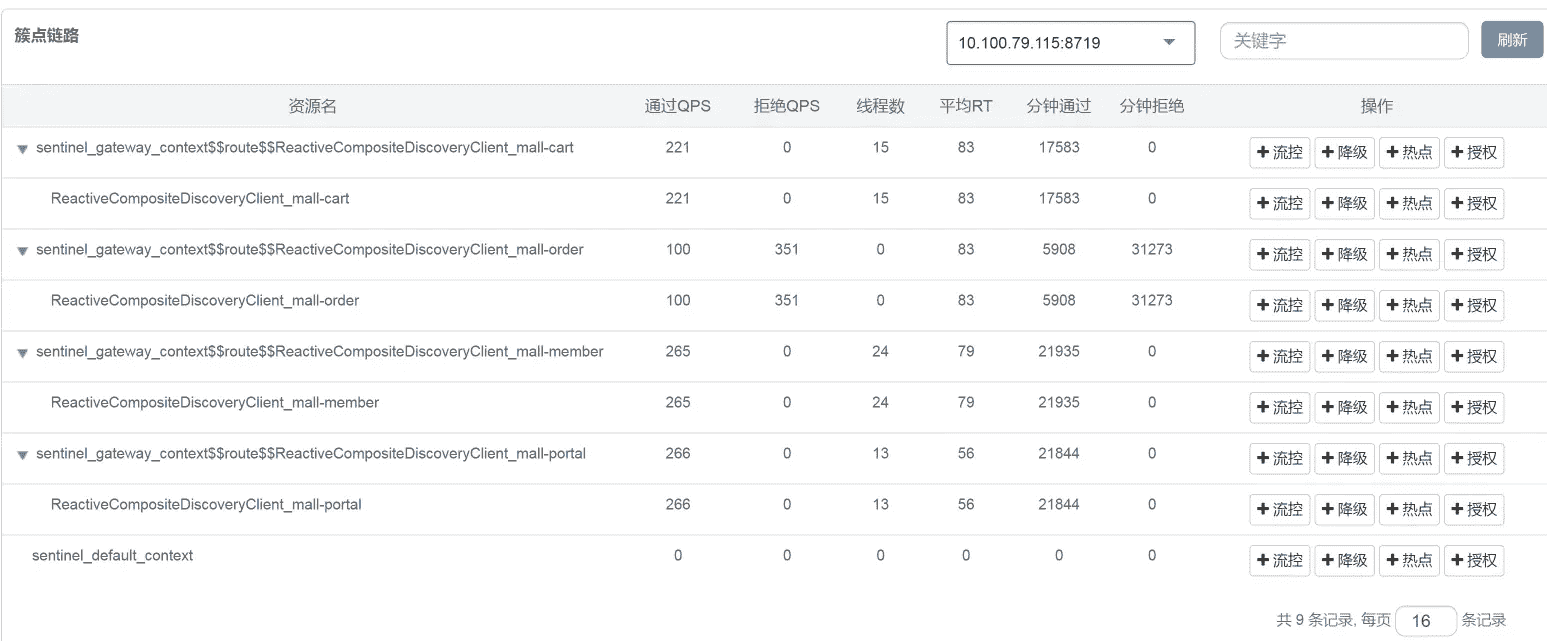 簇点链路 10.100.79.115:8719 关键字 刷新
资源名 通过QPS 拒绝QPS 线程数 平均RT 分钟通过 分钟拒绝 操作
sentinel_gateway_context$$route$$ReactiveCompositeDiscoveryClient_mall-cart 221 0 15 83 17583 0 流控 降级 热点 授权
ReactiveCompositeDiscoveryClient_mall-cart 221 0 15 83 17583 0 流控 降级 热点 授权
sentinel_gateway_context$$route$$ReactiveCompositeDiscoveryClient_mall-order 100 351 0 83 5908 31273 流控 降级 热点 授权
ReactiveCompositeDiscoveryClient_mall-order 100 351 0 83 5908 31273 流控 降级 热点 授权
sentinel_gateway_context$$route$$ReactiveCompositeDiscoveryClient_mall-member 265 0 24 79 21935 0 流控 降级 热点 授权
ReactiveCompositeDiscoveryClient_mall-member 265 0 24 79 21935 0 流控 降级 热点 授权
sentinel_gateway_context$$route$$ReactiveCompositeDiscoveryClient_mall-portal 266 0 13 56 21844 0 流控 降级 热点 授权
ReactiveCompositeDiscoveryClient_mall-portal 266 0 13 56 21844 0 流控 降级 热点 授权
sentinel_default_context 0 0 0 0 0 0 流控 降级 热点 授权
共 9 条记录, 每页 16 条记录